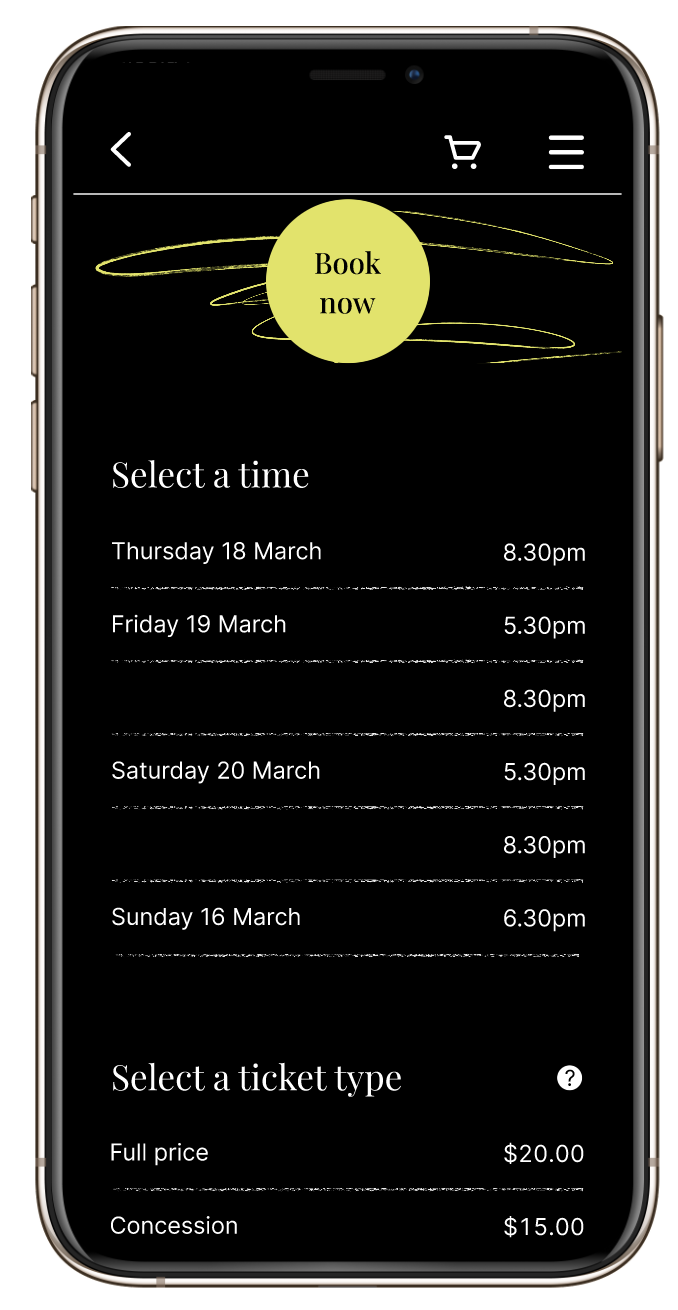 Book
now
Select a time
Thursday 18 March 8.30pm
Friday 19 March 5.30pm
8.30pm
Saturday 20 March 5.30pm
8.30pm
Sunday 16 March 6.30pm
Select a ticket type ?
Full price $20.00
Concession $15.00